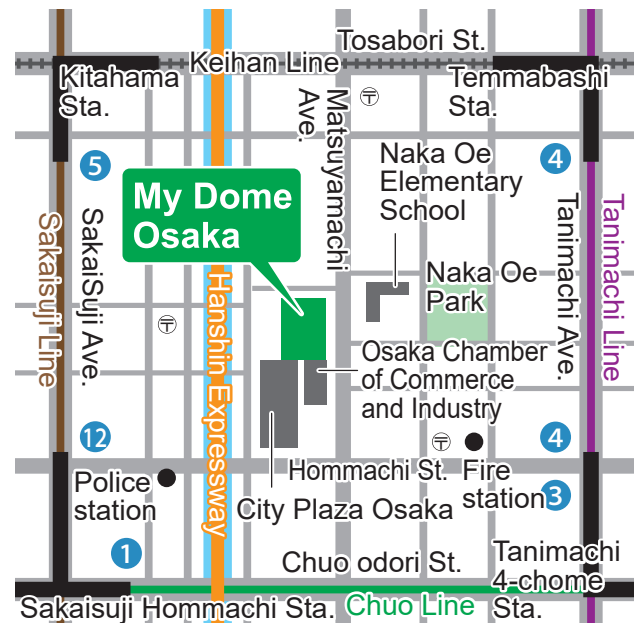 Tosabori St.
Keihan Line
Kitahama
Sta.
Temmabashi
Sta.
〒
Matsuyamachi
Ave.
5
4
Naka Oe
Elementary
School
My Dome
Osaka
Sakaisuji Line
SakaiSuji Ave.
Hanshin Expressway
Tanimachi Ave.
Tanimachi Line
Naka Oe
Park
〒
Osaka Chamber
of Commerce
and Industry
12
〒
4
Hommachi St.
Fire
station
3
Police
station
City Plaza Osaka
1
Chuo odori St.
Tanimachi
4-chome
Sta.
Sakaisuji Hommachi Sta.
Chuo Line